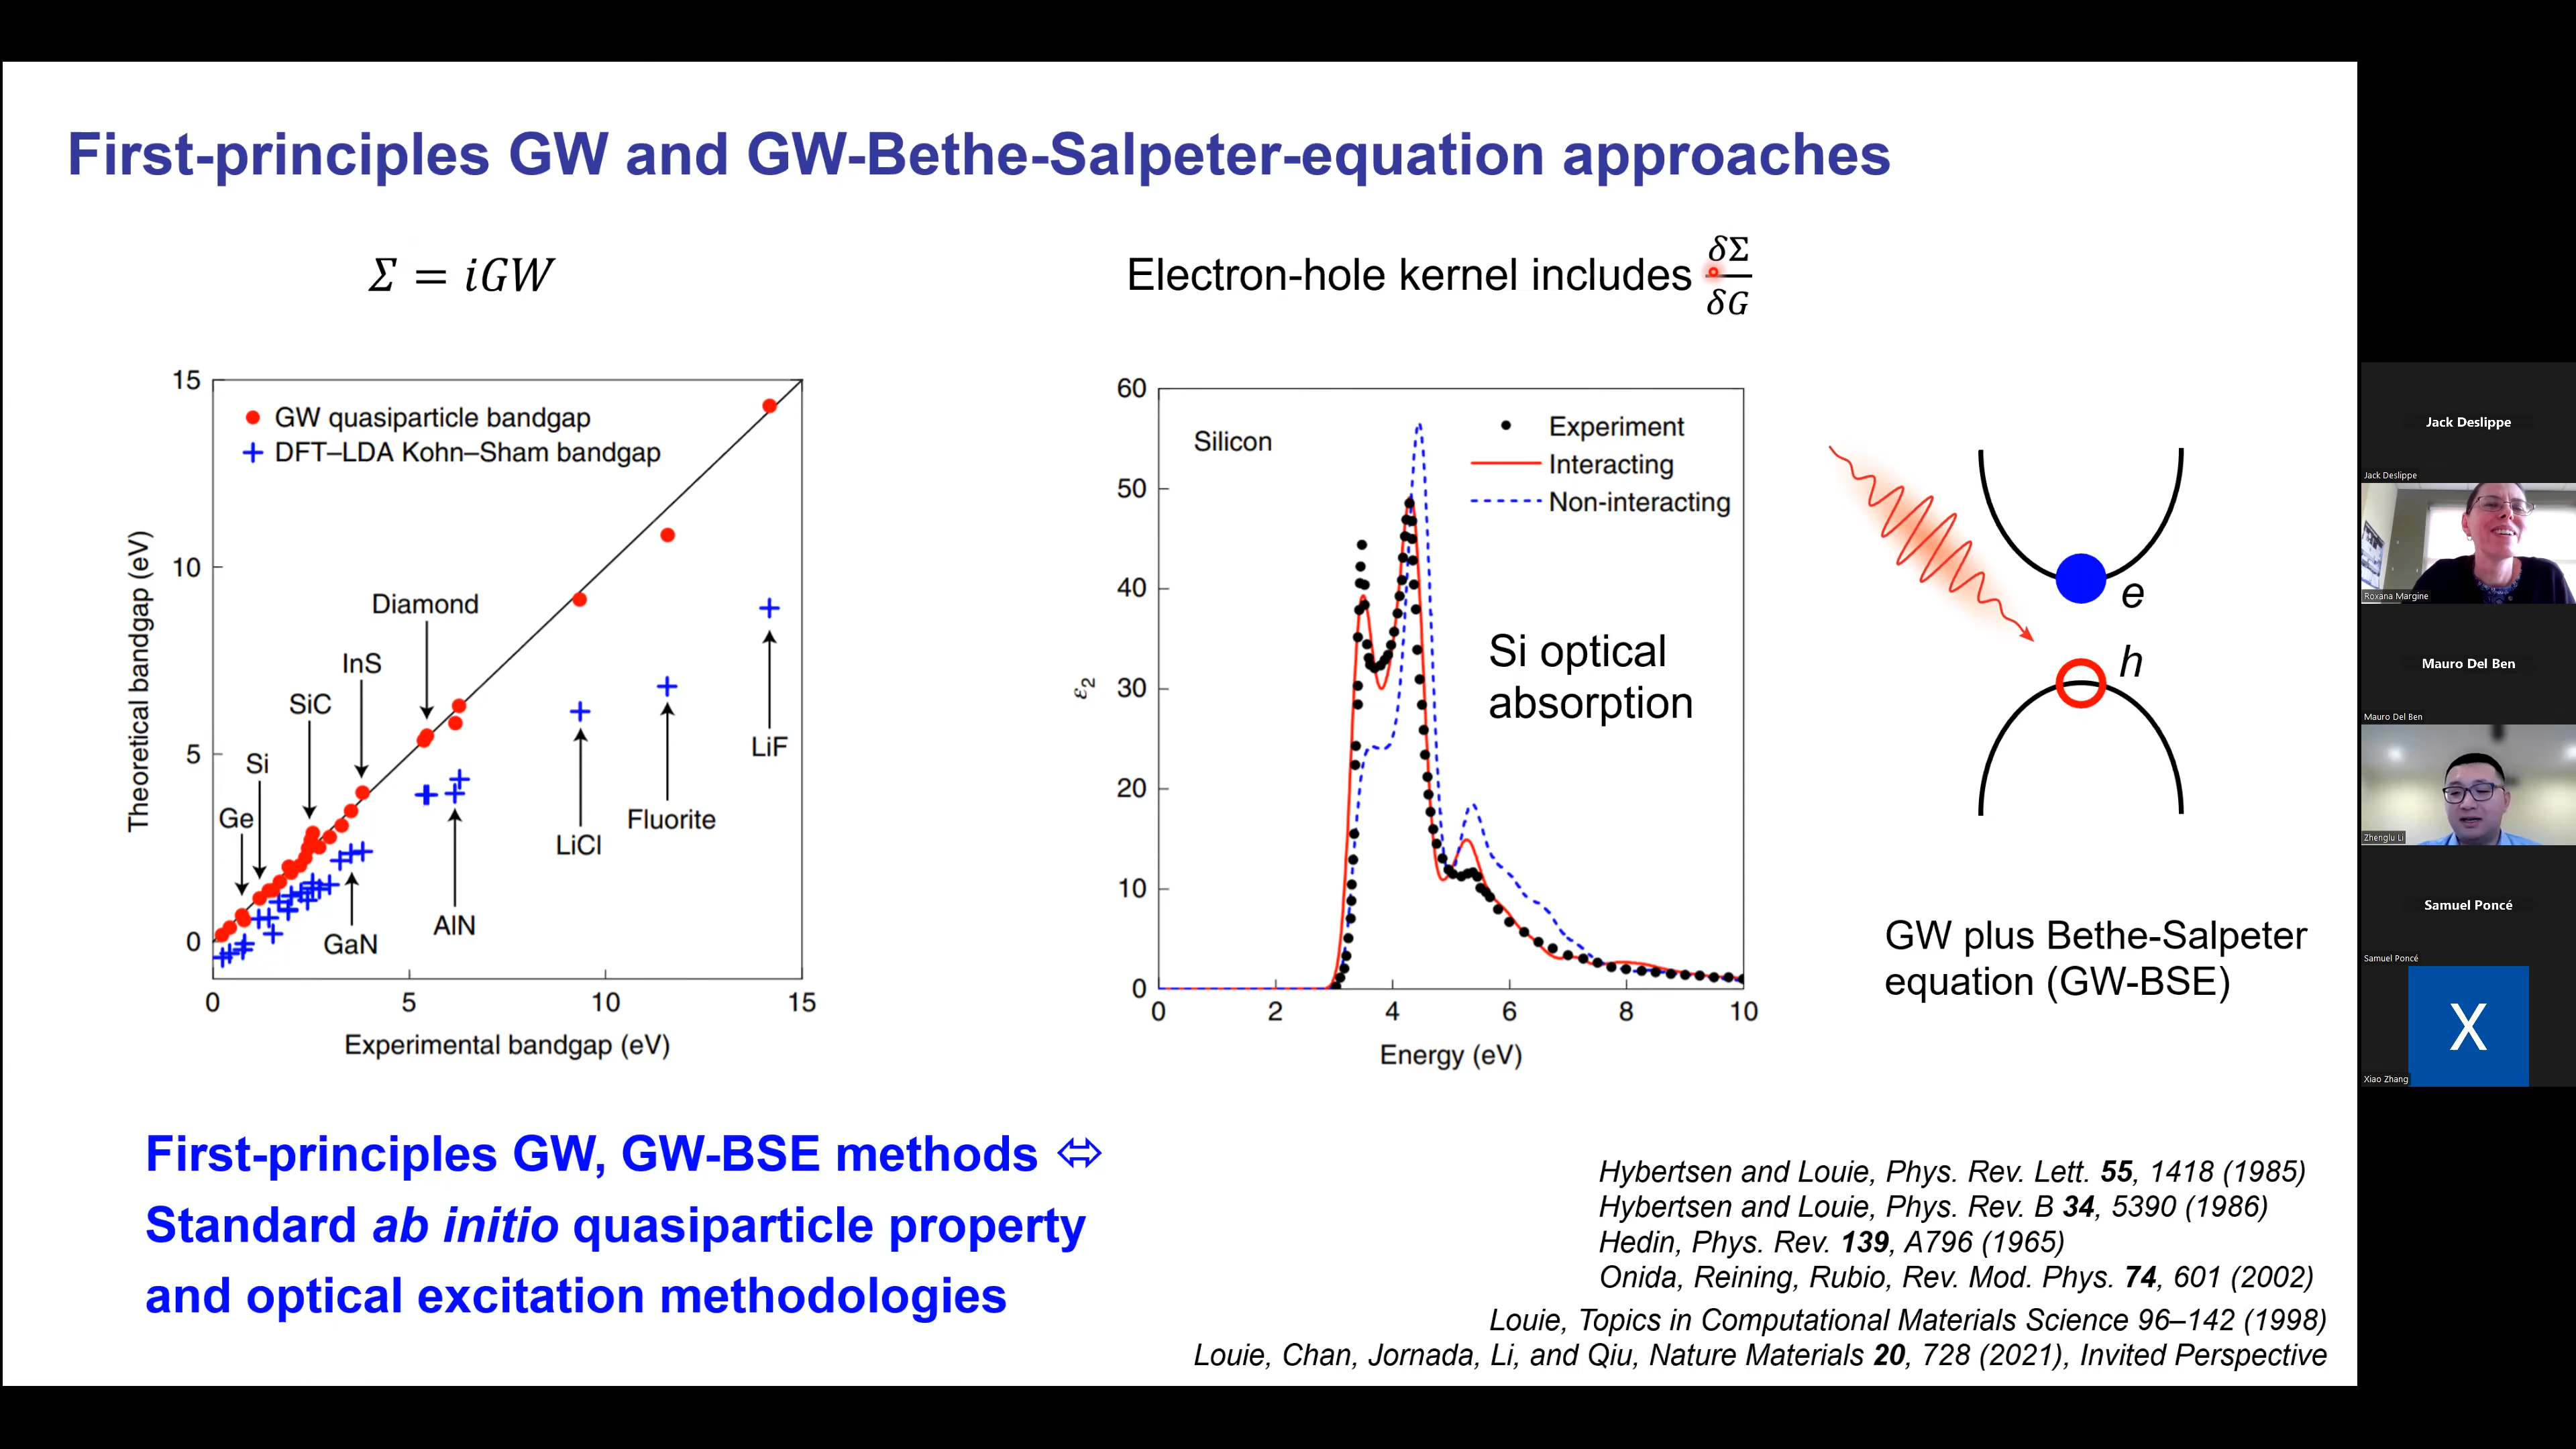 First-principles GW and GW-Bethe-Salpeter-equation approaches
Σ = iGW
Electron-hole kernel includes δΣ/δG
15
10
5
0
0
5
10
15
Theoretical bandgap (eV)
Experimental bandgap (eV)
GW quasiparticle bandgap
DFT–LDA Kohn–Sham bandgap
Diamond
InS
SiC
Si
Ge
GaN
AlN
LiCl
Fluorite
LiF
60
50
40
30
20
10
0
0
2
4
6
8
10
ε2
Energy (eV)
Silicon
Experiment
Interacting
Non-interacting
Si optical
absorption
e
h
GW plus Bethe-Salpeter
equation (GW-BSE)
First-principles GW, GW-BSE methods ⬄
Standard ab initio quasiparticle property
and optical excitation methodologies
Hybertsen and Louie, Phys. Rev. Lett. 55, 1418 (1985)
Hybertsen and Louie, Phys. Rev. B 34, 5390 (1986)
Hedin, Phys. Rev. 139, A796 (1965)
Onida, Reining, Rubio, Rev. Mod. Phys. 74, 601 (2002)
Louie, Topics in Computational Materials Science 96–142 (1998)
Louie, Chan, Jornada, Li, and Qiu, Nature Materials 20, 728 (2021), Invited Perspective
Jack Deslippe
Jack Deslippe
Roxana Margine
Mauro Del Ben
Mauro Del Ben
Zhenglu Li
Samuel Poncé
Samuel Poncé
X
Xiao Zhang